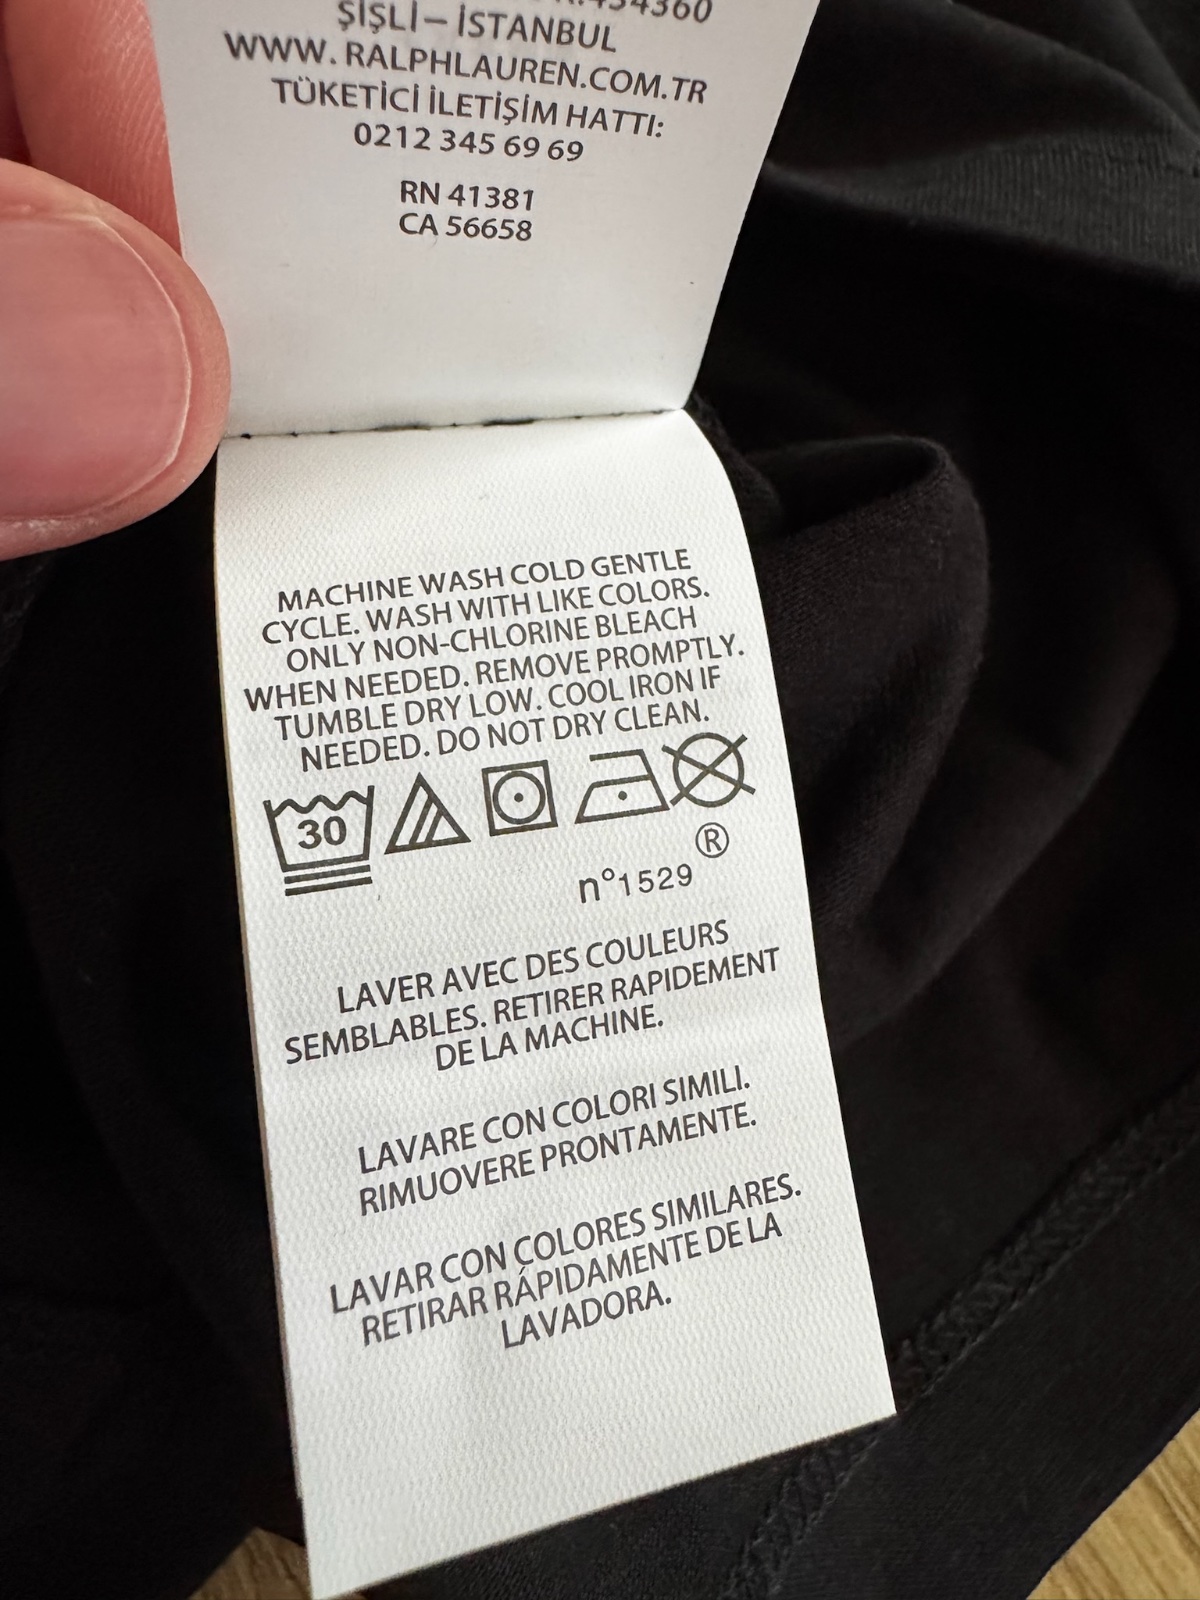 434360
ŞİŞLİ – İSTANBUL
WWW.RALPHLAUREN.COM.TR
TÜKETİCİ İLETİŞİM HATTI:
0212 345 69 69
RN 41381
CA 56658
MACHINE WASH COLD GENTLE
CYCLE. WASH WITH LIKE COLORS.
ONLY NON-CHLORINE BLEACH
WHEN NEEDED. REMOVE PROMPTLY.
TUMBLE DRY LOW. COOL IRON IF
NEEDED. DO NOT DRY CLEAN.
30
®
n°1529
LAVER AVEC DES COULEURS
SEMBLABLES. RETIRER RAPIDEMENT
DE LA MACHINE.
LAVARE CON COLORI SIMILI.
RIMUOVERE PRONTAMENTE.
LAVAR CON COLORES SIMILARES.
RETIRAR RÁPIDAMENTE DE LA
LAVADORA.